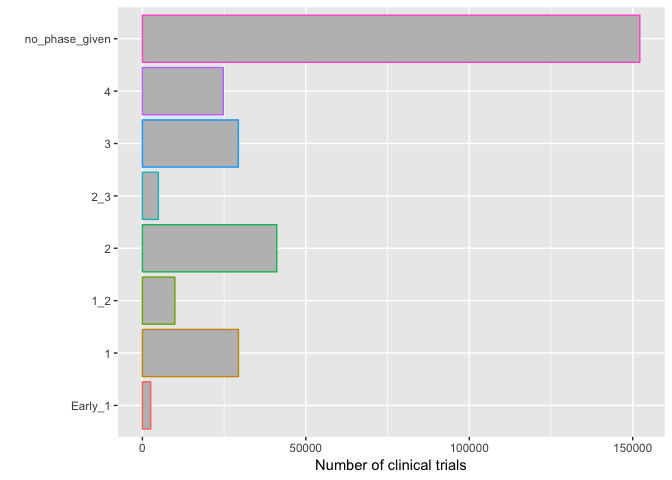 no_phase_given
4
3
2_3
2
1_2
1
Early_1
0 50000 100000 150000
Number of clinical trials